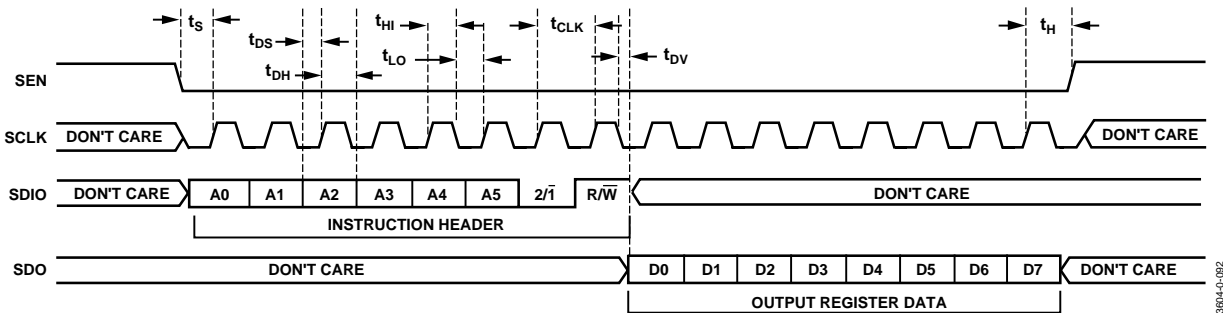 tS
tDS
tDH
tHI
tLO
tCLK
tDV
tH
SEN
SCLK DON'T CARE DON'T CARE
SDIO DON'T CARE A0 A1 A2 A3 A4 A5 2/1̅ R/W̅ DON'T CARE
INSTRUCTION HEADER
SDO DON'T CARE D0 D1 D2 D3 D4 D5 D6 D7 DON'T CARE
OUTPUT REGISTER DATA
3604-0-092